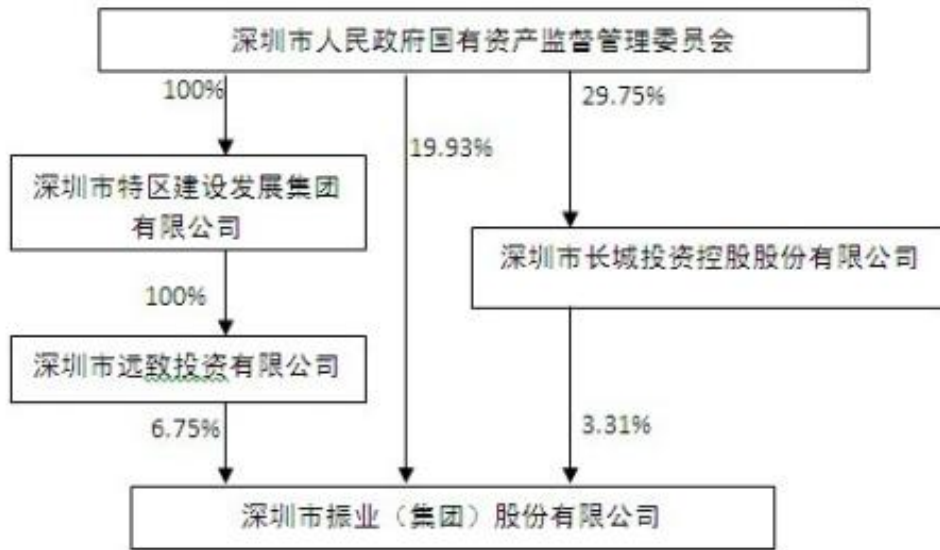 深圳市人民政府国有资产监督管理委员会
100%
29.75%
19.93%
深圳市特区建设发展集团
有限公司
深圳市长城投资控股股份有限公司
100%
深圳市远致投资有限公司
6.75%
3.31%
深圳市振业（集团）股份有限公司